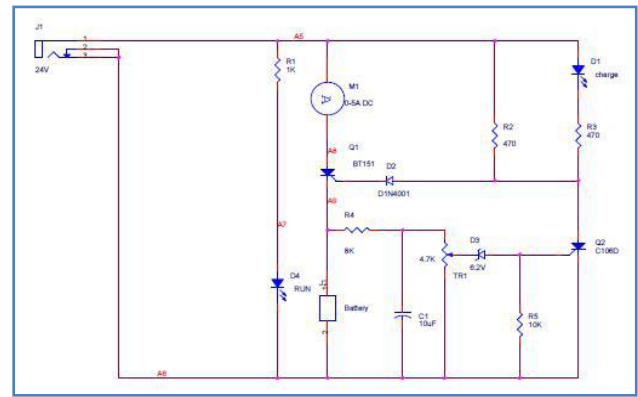 J1
1
2
3
24V
A5
R1
1K
M1
A
0-5A DC
R2
470
D1
charge
R3
470
A8
Q1
BT151
D2
D1N4001
A9
R4
8K
A7
D4
RUN
1
Battery
2
C1
10uF
4.7K
TR1
D3
6.2V
Q2
C106D
R5
10K
A6